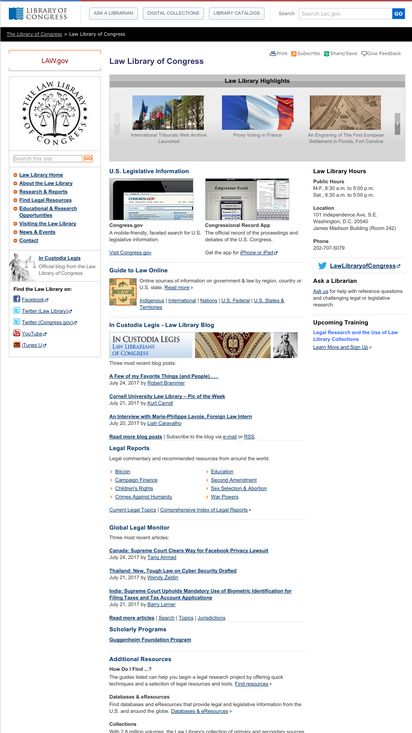 LIBRARY OF
CONGRESS
ASK A LIBRARIAN
DIGITAL COLLECTIONS
LIBRARY CATALOGS
Search
Search Loc.gov
GO
The Library of Congress > Law Library of Congress
Print Subscribe Share/Save Give Feedback
LAW.gov
THE LAW LIBRARY
OF CONGRESS
Search this site
GO
Law Library Home
About the Law Library
Research & Reports
Find Legal Resources
Educational & Research
Opportunities
Visiting the Law Library
News & Events
Contact
In Custodia Legis
Official blog from the Law
Library of Congress
Find the Law Library on:
Facebook
Twitter (Law Library)
Twitter (Congress.gov)
YouTube
iTunes U
Law Library of Congress
Law Library Highlights
International Tribunals Web Archive
Launched
Proxy Voting in France
An Engraving of The First European
Settlement in Florida, Fort Caroline
U.S. Legislative Information
CONGRESS.GOV
Congressional Record
Congress.gov
A mobile-friendly, faceted search for U.S.
legislative information.
Visit Congress.gov
Congressional Record App
The official record of the proceedings and
debates of the U.S. Congress.
Get the app for iPhone or iPad
Guide to Law Online
Online sources of information on government & law by region, country or
U.S. state. Read more ›
Indigenous | International | Nations | U.S. Federal | U.S. States &
Territories
In Custodia Legis - Law Library Blog
IN CUSTODIA LEGIS
LAW LIBRARIANS
OF CONGRESS
Three most recent blog posts:
A Few of my Favorite Things (and People) . . .
July 24, 2017 by Robert Brammer
Cornell University Law Library – Pic of the Week
July 21, 2017 by Kurt Carroll
An Interview with Marie-Philippe Lavoie, Foreign Law Intern
July 20, 2017 by Liah Caravalho
Read more blog posts | Subscribe to the blog via e-mail or RSS
Legal Reports
Legal commentary and recommended resources from around the world.
Bitcoin
Campaign Finance
Children's Rights
Crimes Against Humanity
Education
Second Amendment
Sex Selection & Abortion
War Powers
Current Legal Topics | Comprehensive Index of Legal Reports ›
Global Legal Monitor
Three most recent articles:
Canada: Supreme Court Clears Way for Facebook Privacy Lawsuit
July 24, 2017 by Tariq Ahmad
Thailand: New, Tough Law on Cyber Security Drafted
July 21, 2017 by Wendy Zeldin
India: Supreme Court Upholds Mandatory Use of Biometric Identification for
Filing Taxes and Tax Account Applications
July 21, 2017 by Barry Lerner
Read more articles | Search | Topics | Jurisdictions
Scholarly Programs
Guggenheim Foundation Program
Additional Resources
How Do I Find ...?
The guides listed can help you begin a legal research project by offering quick
techniques and a selection of legal resources and tools. Find resources ›
Databases & eResources
Find databases and eResources that provide legal and legislative information from the
U.S. and around the globe. Databases & eResources ›
Collections
With 2.8 million volumes, the Law Library's collection of primary and secondary sources
Law Library Hours
Public Hours
M-F, 8:30 a.m. to 5:00 p.m.
Sat., 8:30 a.m. to 5:00 p.m.
Location
101 Independence Ave, S.E.
Washington, D.C. 20540
James Madison Building (Room 242)
Phone
202-707-5079
LawLibraryofCongress
Ask a Librarian
Ask us for help with reference questions
and challenging legal or legislative
research.
Upcoming Training
Legal Research and the Use of Law
Library Collections
Learn More and Sign Up ›